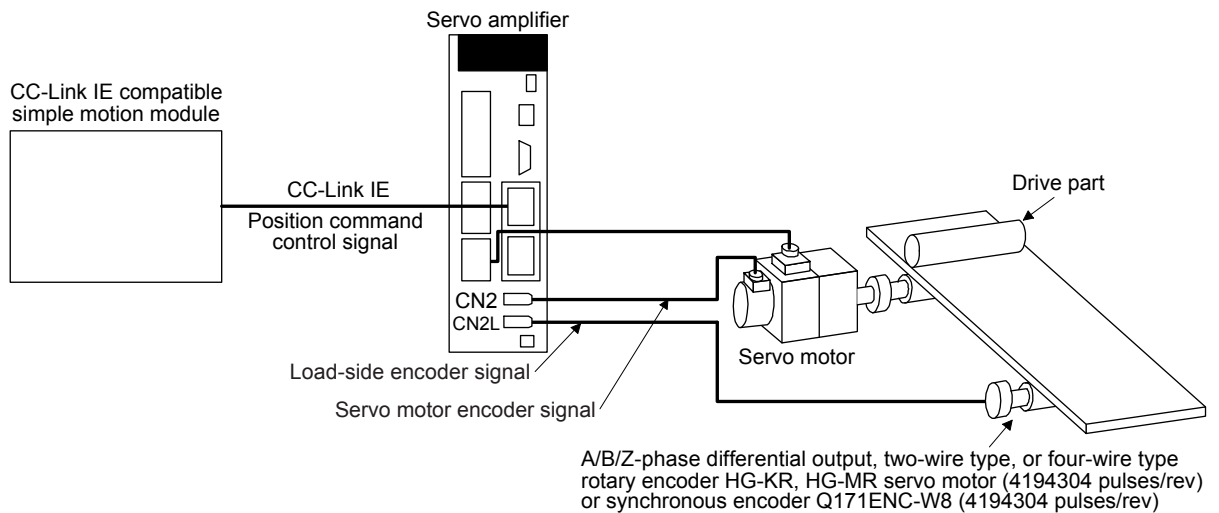 Servo amplifier
CC-Link IE compatible
simple motion module
CC-Link IE
Position command
control signal
Drive part
CN2
CN2L
Servo motor
Load-side encoder signal
Servo motor encoder signal
A/B/Z-phase differential output, two-wire type, or four-wire type
rotary encoder HG-KR, HG-MR servo motor (4194304 pulses/rev)
or synchronous encoder Q171ENC-W8 (4194304 pulses/rev)